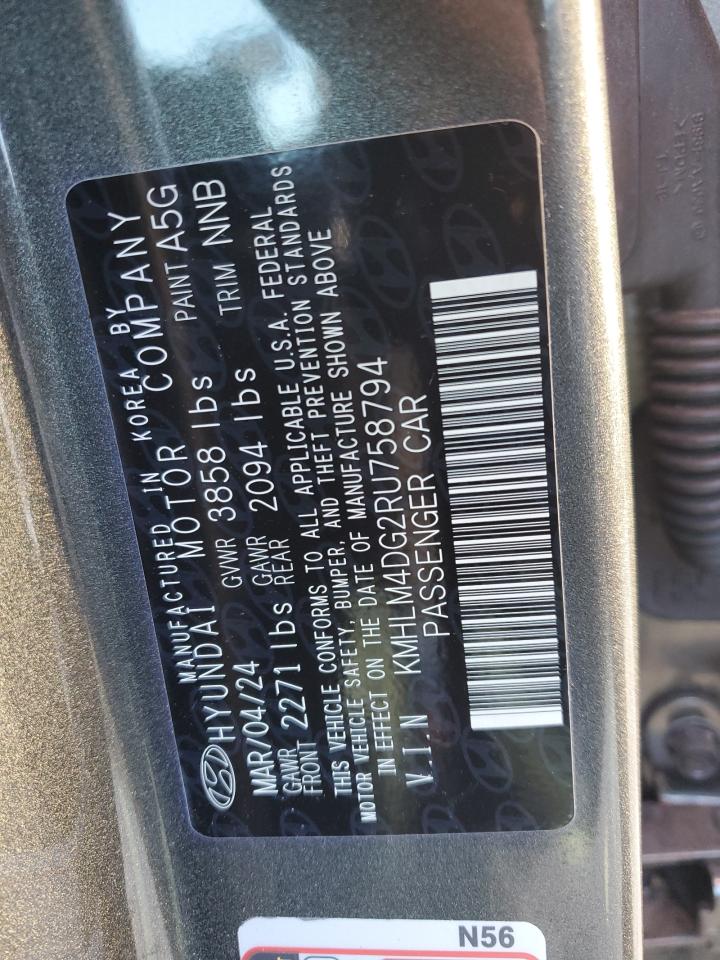 MANUFACTURED IN KOREA BY
HYUNDAI MOTOR COMPANY
MAR/04/24 GVWR 3858 lbs PAINT A5G
GAWR FRONT 2271 lbs GAWR REAR 2094 lbs TRIM NNB
THIS VEHICLE CONFORMS TO ALL APPLICABLE U.S.A. FEDERAL
MOTOR VEHICLE SAFETY, BUMPER, AND THEFT PREVENTION STANDARDS
IN EFFECT ON THE DATE OF MANUFACTURE SHOWN ABOVE
V.I.N KMHLM4DG2RU758794
PASSENGER CAR
N56